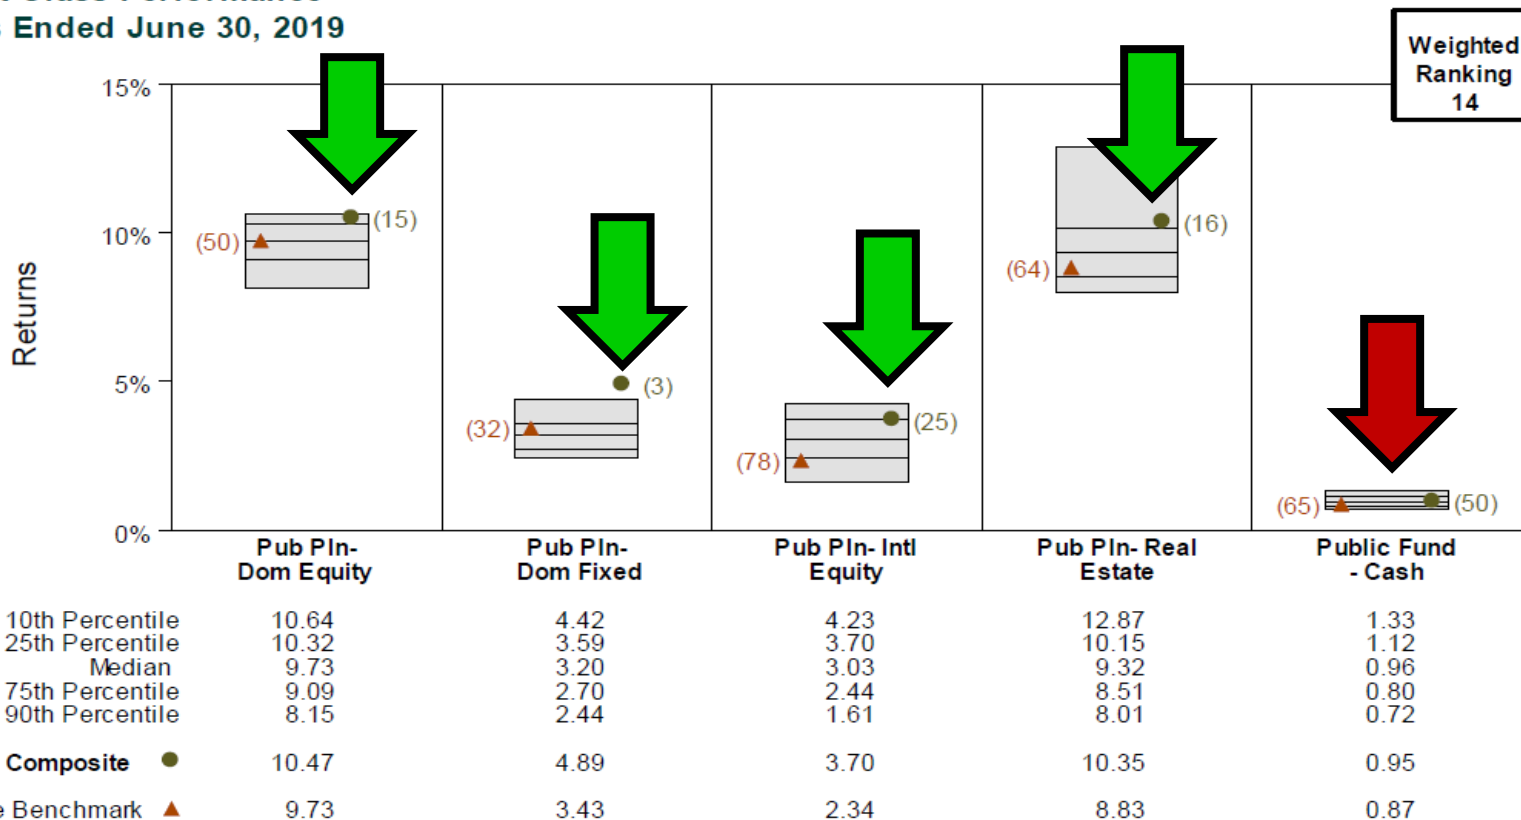 s Ended June 30, 2019
Weighted
Ranking
14
15%
10%
5%
0%
Returns
(50) (15)
(32) (3)
(78) (25)
(64) (16)
(65) (50)
Pub Pln- Pub Pln- Pub Pln- Intl Pub Pln- Real Public Fund
Dom Equity Dom Fixed Equity Estate - Cash
10th Percentile 10.64 4.42 4.23 12.87 1.33
25th Percentile 10.32 3.59 3.70 10.15 1.12
Median 9.73 3.20 3.03 9.32 0.96
75th Percentile 9.09 2.70 2.44 8.51 0.80
90th Percentile 8.15 2.44 1.61 8.01 0.72
Composite 10.47 4.89 3.70 10.35 0.95
e Benchmark 9.73 3.43 2.34 8.83 0.87